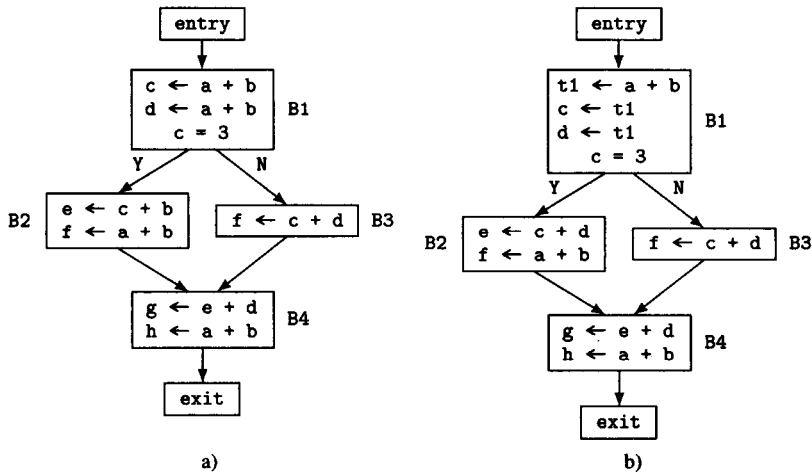 entry
c ← a + b
d ← a + b
c = 3
B1
Y
N
B2
e ← c + b
f ← a + b
f ← c + d
B3
g ← e + d
h ← a + b
B4
exit
a)
entry
t1 ← a + b
c ← t1
d ← t1
c = 3
B1
Y
N
B2
e ← c + d
f ← a + b
f ← c + d
B3
g ← e + d
h ← a + b
B4
exit
b)